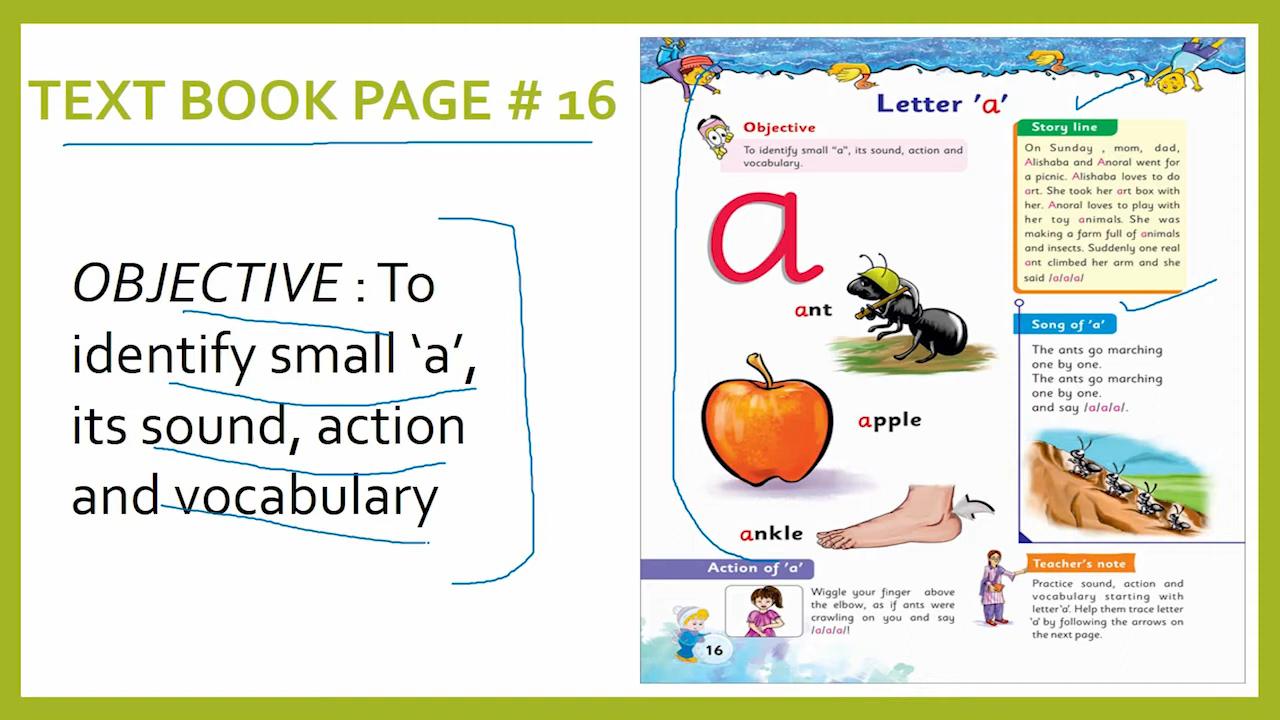 TEXT BOOK PAGE # 16
OBJECTIVE : To
identify small ‘a’,
its sound, action
and vocabulary
Letter 'a'
Objective
To identify small "a", its sound, action and
vocabulary.
a
ant
apple
ankle
Action of 'a'
Wiggle your finger above
the elbow, as if ants were
crawling on you and say
/a/a/a/!
16
Story line
On Sunday , mom, dad,
Alishaba and Anoral went for
a picnic. Alishaba loves to do
art. She took her art box with
her. Anoral loves to play with
her toy animals. She was
making a farm full of animals
and insects. Suddenly one real
ant climbed her arm and she
said /a/a/a/
Song of 'a'
The ants go marching
one by one.
The ants go marching
one by one.
and say /a/a/a/.
Teacher's note
Practice sound, action and
vocabulary starting with
letter'a'. Help them trace letter
'a' by following the arrows on
the next page.